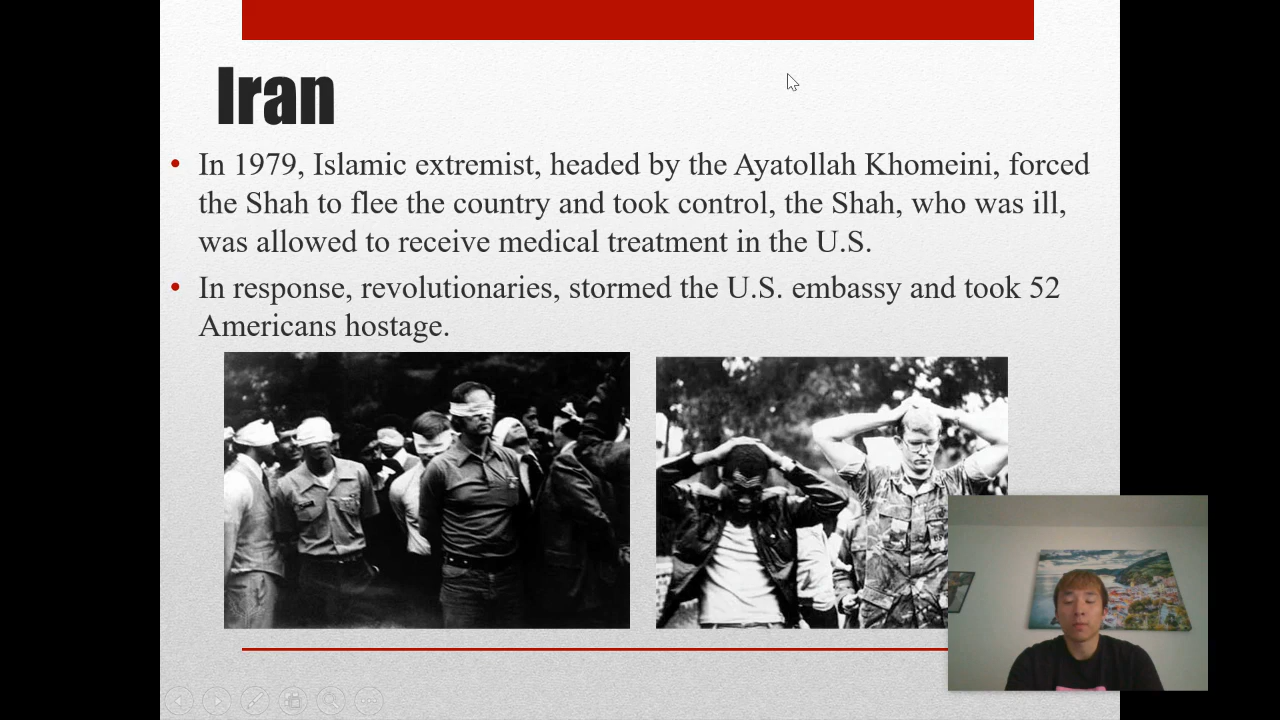 Iran
• In 1979, Islamic extremist, headed by the Ayatollah Khomeini, forced
the Shah to flee the country and took control, the Shah, who was ill,
was allowed to receive medical treatment in the U.S.
• In response, revolutionaries, stormed the U.S. embassy and took 52
Americans hostage.